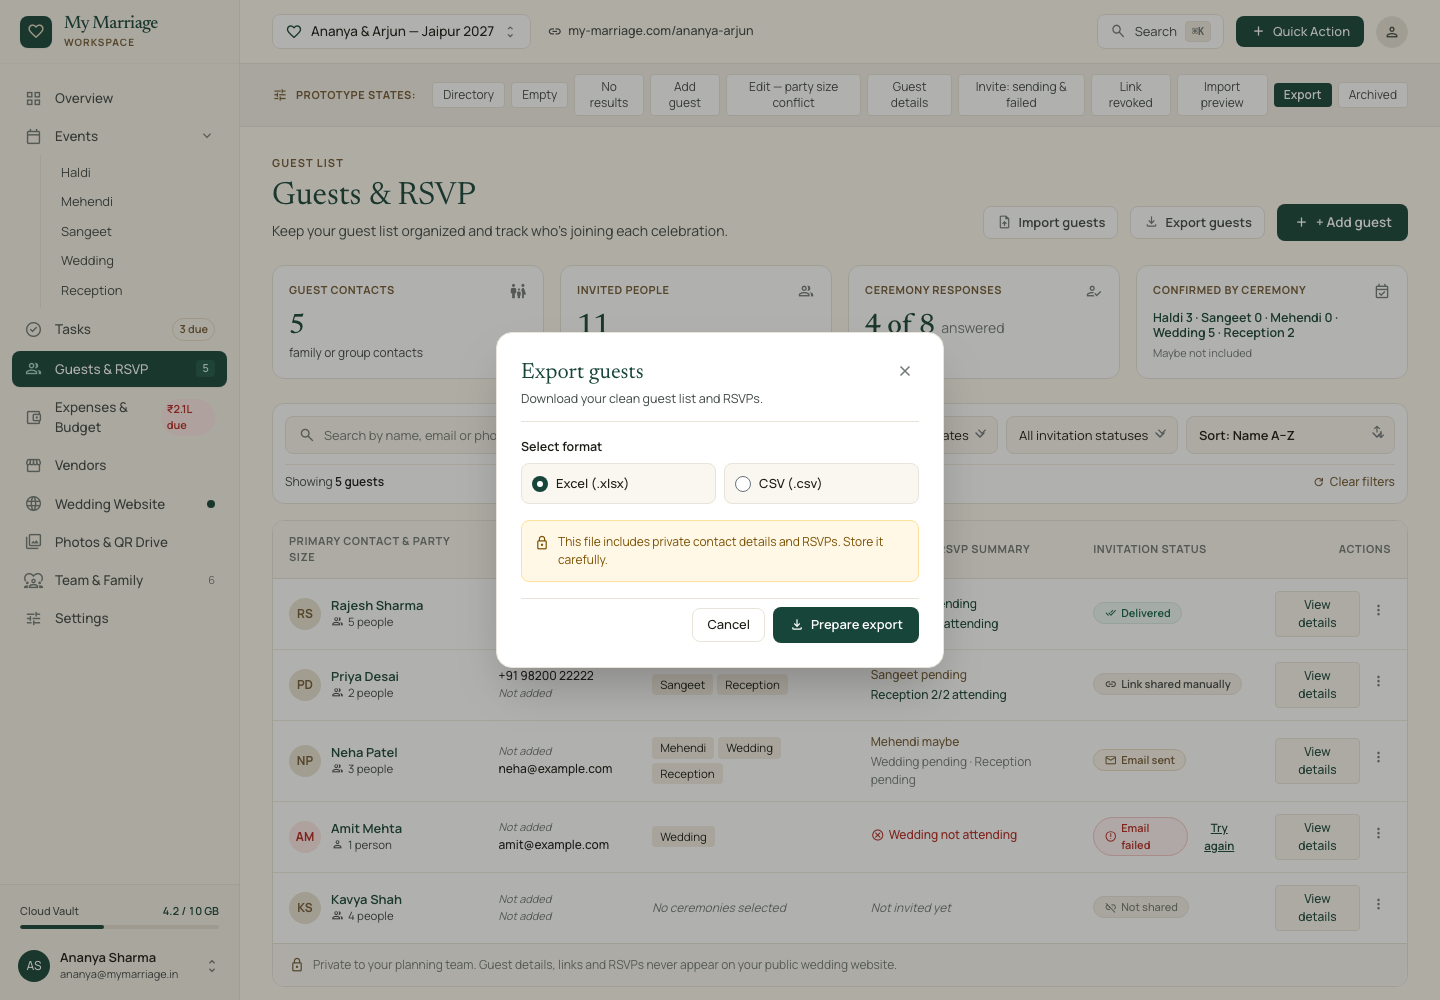 My Marriage
WORKSPACE
Ananya & Arjun — Jaipur 2027
my-marriage.com/ananya-arjun
Search ⌘K
Quick Action
Overview
Events
Haldi
Mehendi
Sangeet
Wedding
Reception
Tasks 3 due
Guests & RSVP 5
Expenses &
Budget
₹2.1L
due
Vendors
Wedding Website
Photos & QR Drive
Team & Family 6
Settings
Cloud Vault 4.2 / 10 GB
AS
Ananya Sharma
ananya@mymarriage.in
PROTOTYPE STATES:
Directory
Empty
No
results
Add
guest
Edit — party size
conflict
Guest
details
Invite: sending &
failed
Link
revoked
Import
preview
Export
Archived
GUEST LIST
Guests & RSVP
Keep your guest list organized and track who's joining each celebration.
Import guests
Export guests
+ Add guest
GUEST CONTACTS
5
family or group contacts
INVITED PEOPLE
11
CEREMONY RESPONSES
4 of 8 answered
CONFIRMED BY CEREMONY
Haldi 3 · Sangeet 0 · Mehendi 0 ·
Wedding 5 · Reception 2
Maybe not included
Search by name, email or pho
ates
All invitation statuses
Sort: Name A–Z
Showing 5 guests
Clear filters
Export guests
Download your clean guest list and RSVPs.
Select format
Excel (.xlsx)
CSV (.csv)
This file includes private contact details and RSVPs. Store it
carefully.
Cancel
Prepare export
PRIMARY CONTACT & PARTY
SIZE
SVP SUMMARY
INVITATION STATUS
ACTIONS
RS
Rajesh Sharma
5 people
nding
attending
Delivered
View
details
PD
Priya Desai
2 people
+91 98200 22222
Not added
Sangeet
Reception
Sangeet pending
Reception 2/2 attending
Link shared manually
View
details
NP
Neha Patel
3 people
Not added
neha@example.com
Mehendi
Wedding
Reception
Mehendi maybe
Wedding pending · Reception
pending
Email sent
View
details
AM
Amit Mehta
1 person
Not added
amit@example.com
Wedding
Wedding not attending
Email
failed
Try
again
View
details
KS
Kavya Shah
4 people
Not added
Not added
No ceremonies selected
Not invited yet
Not shared
View
details
Private to your planning team. Guest details, links and RSVPs never appear on your public wedding website.